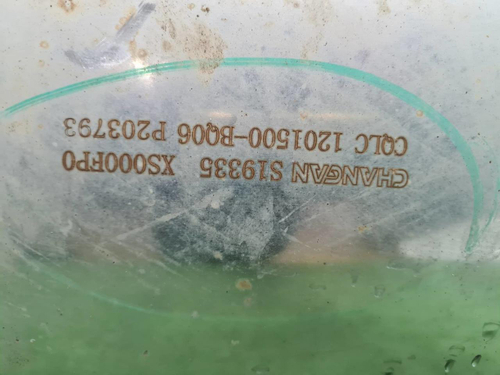 CHANGAN S19335 XS000FP0
CQLC 1201500-BQ06 P203793